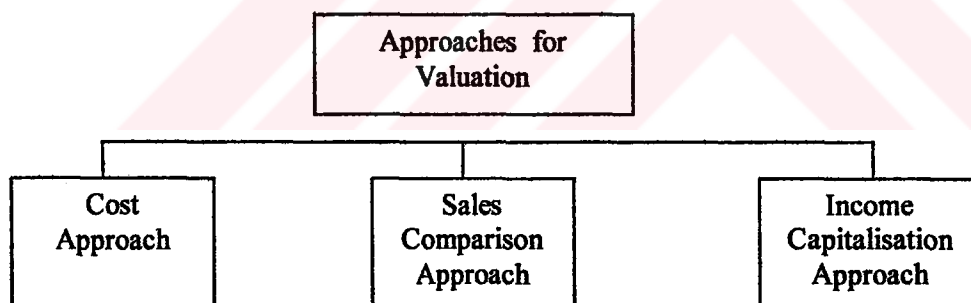 Approaches for
Valuation
Cost
Approach
Sales
Comparison
Approach
Income
Capitalisation
Approach